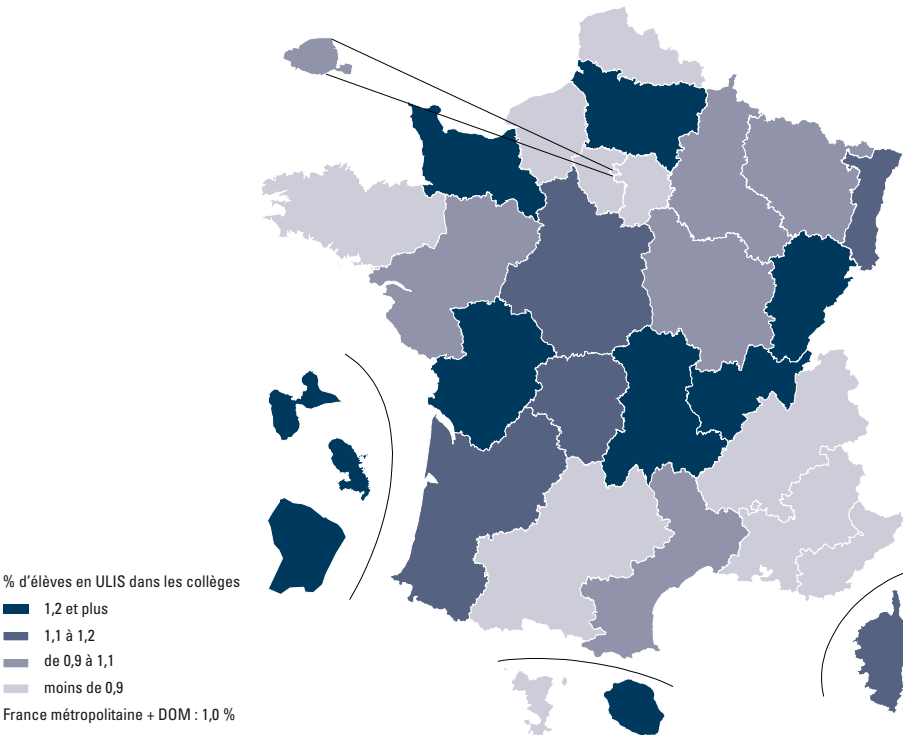 % d'élèves en ULIS dans les collèges
1,2 et plus
1,1 à 1,2
de 0,9 à 1,1
moins de 0,9
France métropolitaine + DOM : 1,0 %